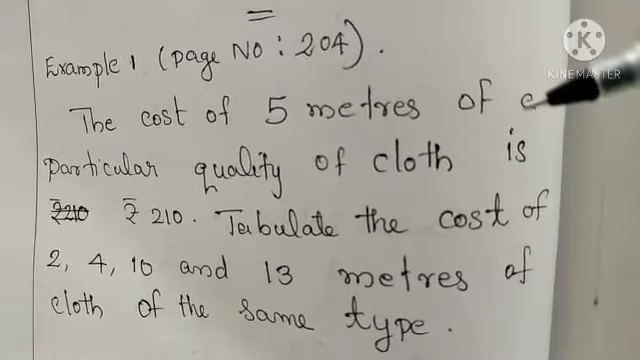 Example 1 (page No : 204).
KINEMASTER
The cost of 5 metres of a
particular quality of cloth is
₹210 ₹ 210. Tabulate the cost of
2, 4, 10 and 13 metres of
cloth of the same type.